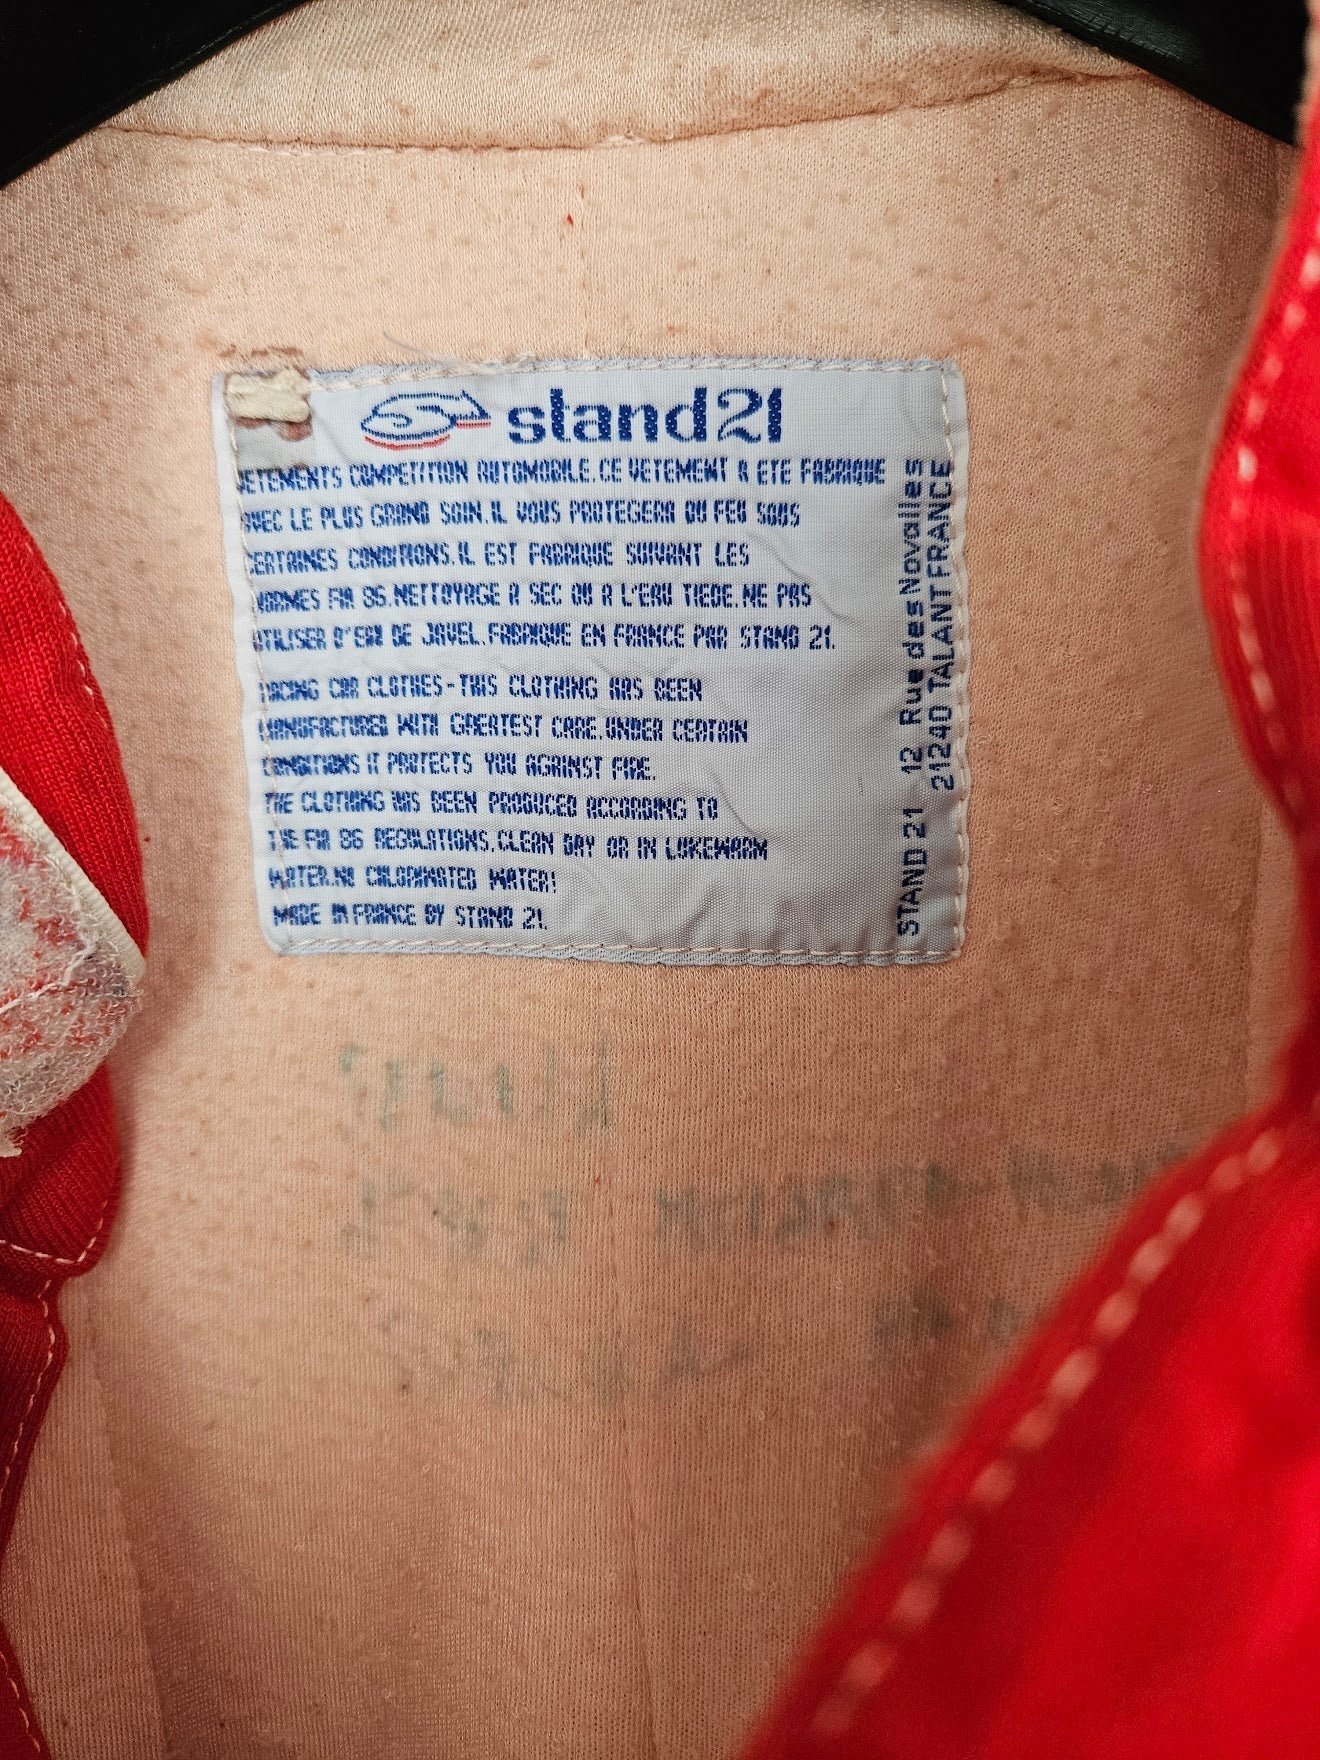 stand21
VETEMENTS COMPETITION AUTOMOBILE.CE VETEMENT A ETE FABRIQUE
AVEC LE PLUS GRAND SOIN.IL VOUS PROTEGERA DU FEU SOUS
CERTAINES CONDITIONS.IL EST FABRIQUE SUIVANT LES
NORMES FIA 86.NETTOYAGE A SEC OU A L'EAU TIEDE.NE PAS
UTILISER D'EAU DE JAVEL.FABRIQUE EN FRANCE PAR STAND 21.
RACING CAR CLOTHES-THIS CLOTHING HAS BEEN
MANUFACTURED WITH GREATEST CARE.UNDER CERTAIN
CONDITIONS IT PROTECTS YOU AGAINST FIRE.
THE CLOTHING HAS BEEN PRODUCED ACCORDING TO
THE FIA 86 REGULATIONS.CLEAN DRY OR IN LUKEWARM
WATER.NO CHLORINATED WATER!
MADE IN FRANCE BY STAND 21.
STAND 21 12 Rue des Novalles
21240 TALANT FRANCE